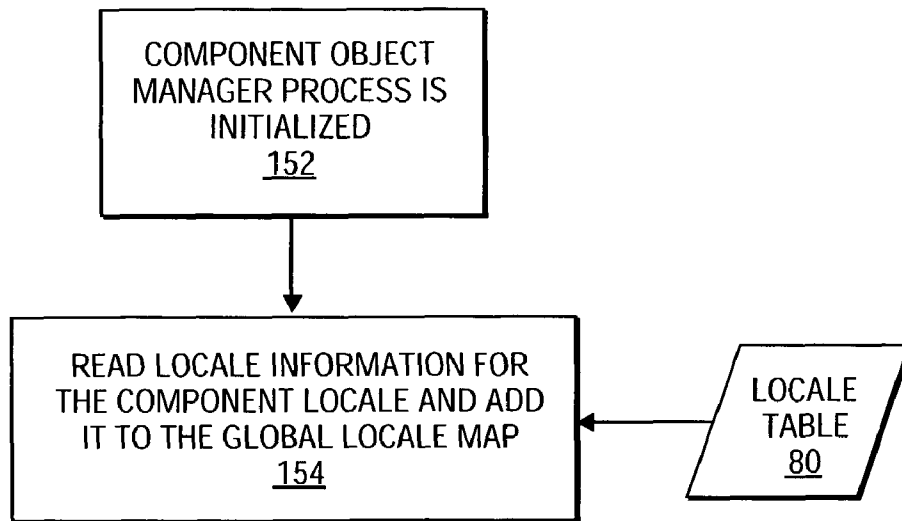 COMPONENT OBJECT
MANAGER PROCESS IS
INITIALIZED
152
READ LOCALE INFORMATION FOR
THE COMPONENT LOCALE AND ADD
IT TO THE GLOBAL LOCALE MAP
154
LOCALE
TABLE
80